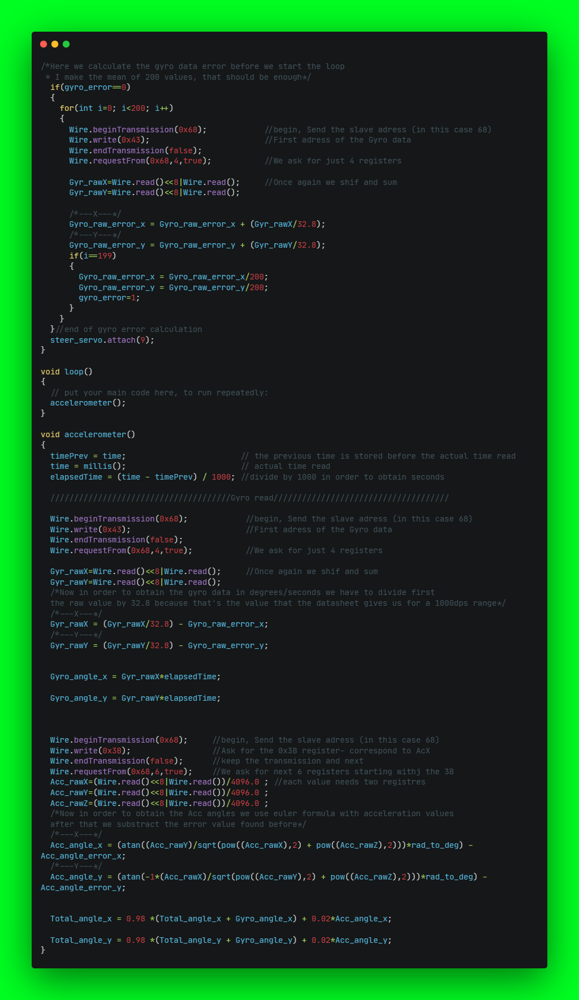 /*Here we calculate the gyro data error before we start the loop
 * I make the mean of 200 values, that should be enough*/
  if(gyro_error==0)
  {
    for(int i=0; i<200; i++)
    {
      Wire.beginTransmission(0x68);            //begin, Send the slave adress (in this case 68)
      Wire.write(0x43);                        //First adress of the Gyro data
      Wire.endTransmission(false);
      Wire.requestFrom(0x68,4,true);           //We ask for just 4 registers

      Gyr_rawX=Wire.read()<<8|Wire.read();     //Once again we shif and sum
      Gyr_rawY=Wire.read()<<8|Wire.read();

      /*---X---*/
      Gyro_raw_error_x = Gyro_raw_error_x + (Gyr_rawX/32.8);
      /*---Y---*/
      Gyro_raw_error_y = Gyro_raw_error_y + (Gyr_rawY/32.8);
      if(i==199)
      {
        Gyro_raw_error_x = Gyro_raw_error_x/200;
        Gyro_raw_error_y = Gyro_raw_error_y/200;
        gyro_error=1;
      }
    }
  }//end of gyro error calculation
  steer_servo.attach(9);
}

void loop()
{
  // put your main code here, to run repeatedly:
  accelerometer();
}

void accelerometer()
{
  timePrev = time;                        // the previous time is stored before the actual time read
  time = millis();                        // actual time read
  elapsedTime = (time - timePrev) / 1000; //divide by 1000 in order to obtain seconds

  //////////////////////////////////////Gyro read/////////////////////////////////////

  Wire.beginTransmission(0x68);            //begin, Send the slave adress (in this case 68)
  Wire.write(0x43);                        //First adress of the Gyro data
  Wire.endTransmission(false);
  Wire.requestFrom(0x68,4,true);           //We ask for just 4 registers

  Gyr_rawX=Wire.read()<<8|Wire.read();     //Once again we shif and sum
  Gyr_rawY=Wire.read()<<8|Wire.read();
  /*Now in order to obtain the gyro data in degrees/seconds we have to divide first
  the raw value by 32.8 because that's the value that the datasheet gives us for a 1000dps range*/
  /*---X---*/
  Gyr_rawX = (Gyr_rawX/32.8) - Gyro_raw_error_x;
  /*---Y---*/
  Gyr_rawY = (Gyr_rawY/32.8) - Gyro_raw_error_y;

  Gyro_angle_x = Gyr_rawX*elapsedTime;

  Gyro_angle_y = Gyr_rawY*elapsedTime;

  Wire.beginTransmission(0x68);     //begin, Send the slave adress (in this case 68)
  Wire.write(0x3B);                 //Ask for the 0x3B register- correspond to AcX
  Wire.endTransmission(false);      //keep the transmission and next
  Wire.requestFrom(0x68,6,true);    //We ask for next 6 registers starting withj the 3B
  Acc_rawX=(Wire.read()<<8|Wire.read())/4096.0 ; //each value needs two registres
  Acc_rawY=(Wire.read()<<8|Wire.read())/4096.0 ;
  Acc_rawZ=(Wire.read()<<8|Wire.read())/4096.0 ;
  /*Now in order to obtain the Acc angles we use euler formula with acceleration values
  after that we substract the error value found before*/
  /*---X---*/
  Acc_angle_x = (atan((Acc_rawY)/sqrt(pow((Acc_rawX),2) + pow((Acc_rawZ),2)))*rad_to_deg) -
Acc_angle_error_x;
  /*---Y---*/
  Acc_angle_y = (atan(-1*(Acc_rawX)/sqrt(pow((Acc_rawY),2) + pow((Acc_rawZ),2)))*rad_to_deg) -
Acc_angle_error_y;

  Total_angle_x = 0.98 *(Total_angle_x + Gyro_angle_x) + 0.02*Acc_angle_x;

  Total_angle_y = 0.98 *(Total_angle_y + Gyro_angle_y) + 0.02*Acc_angle_y;
}